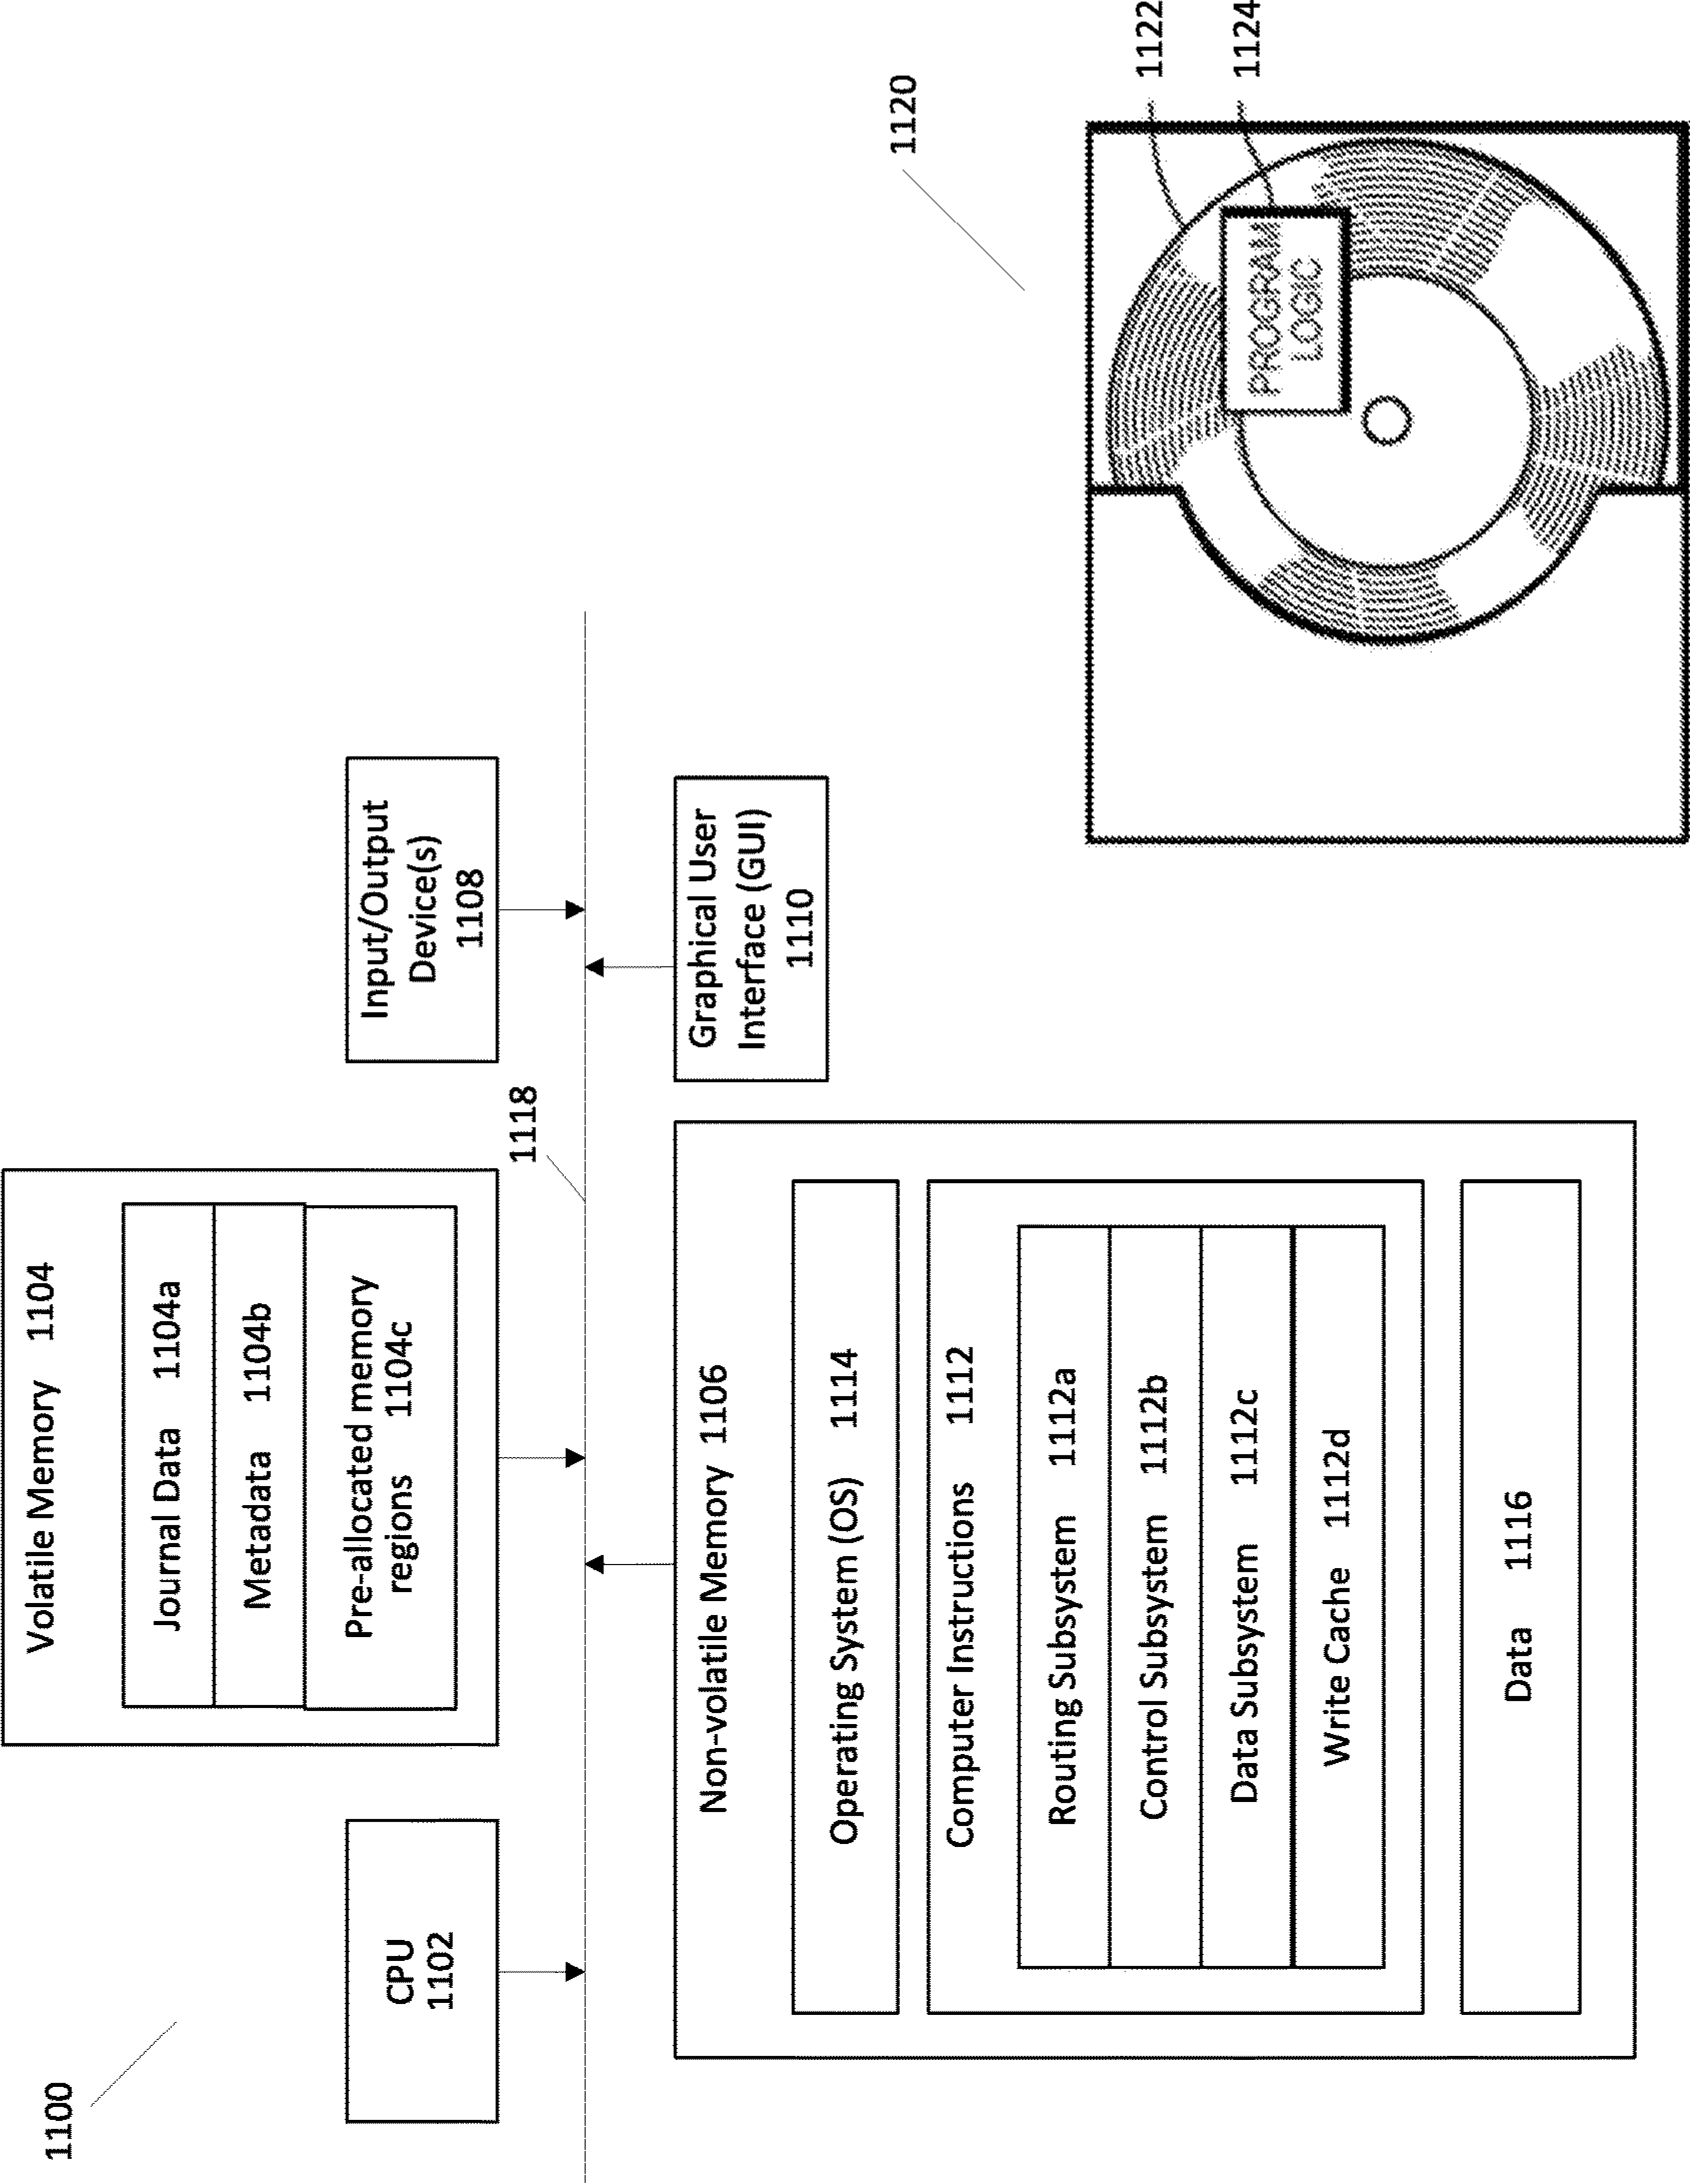 1100
Volatile Memory 1104
Journal Data 1104a
Metadata 1104b
Pre-allocated memory
regions 1104c
CPU
1102
Input/Output
Device(s)
1108
1118
Non-volatile Memory 1106
Operating System (OS) 1114
Computer Instructions 1112
Routing Subsystem 1112a
Control Subsystem 1112b
Data Subsystem 1112c
Write Cache 1112d
Data 1116
Graphical User
Interface (GUI)
1110
1120
1122
1124
PROGRAM
LOGIC